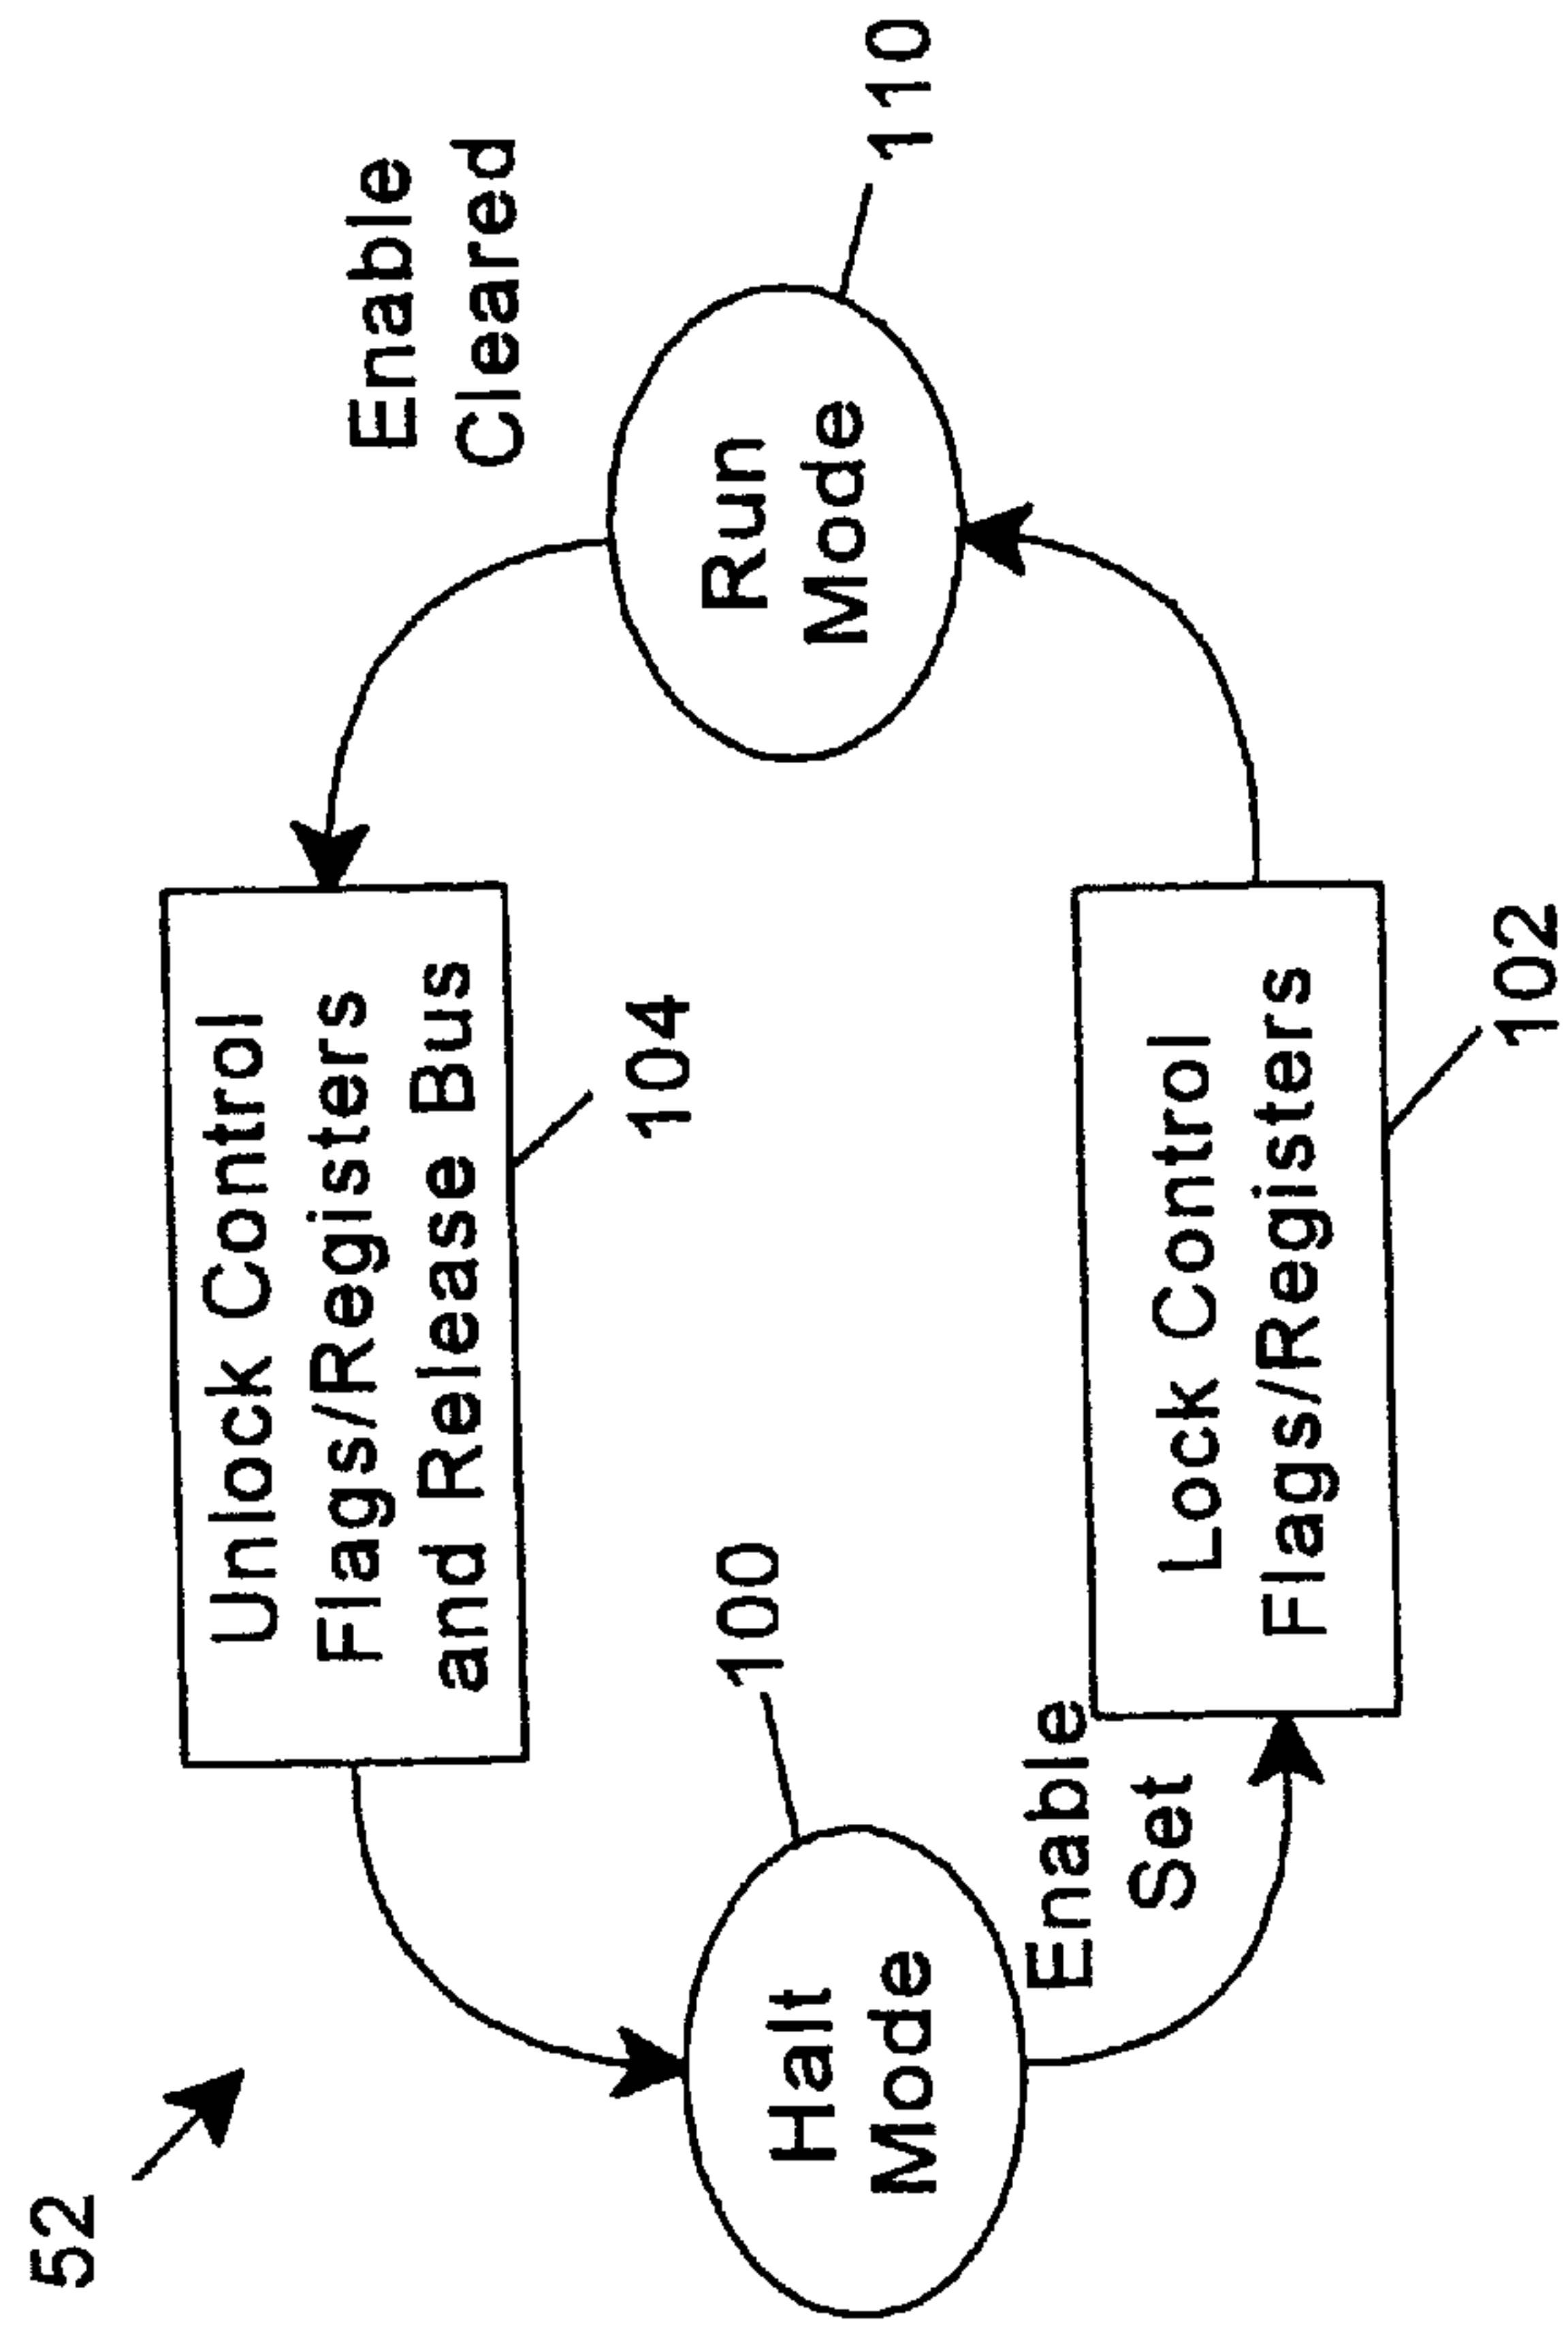 52
Unlock Control
Flags/Registers
and Release Bus
104
Enable
Cleared
100
Halt
Mode
Run
Mode
110
Enable
Set
Lock Control
Flags/Registers
102